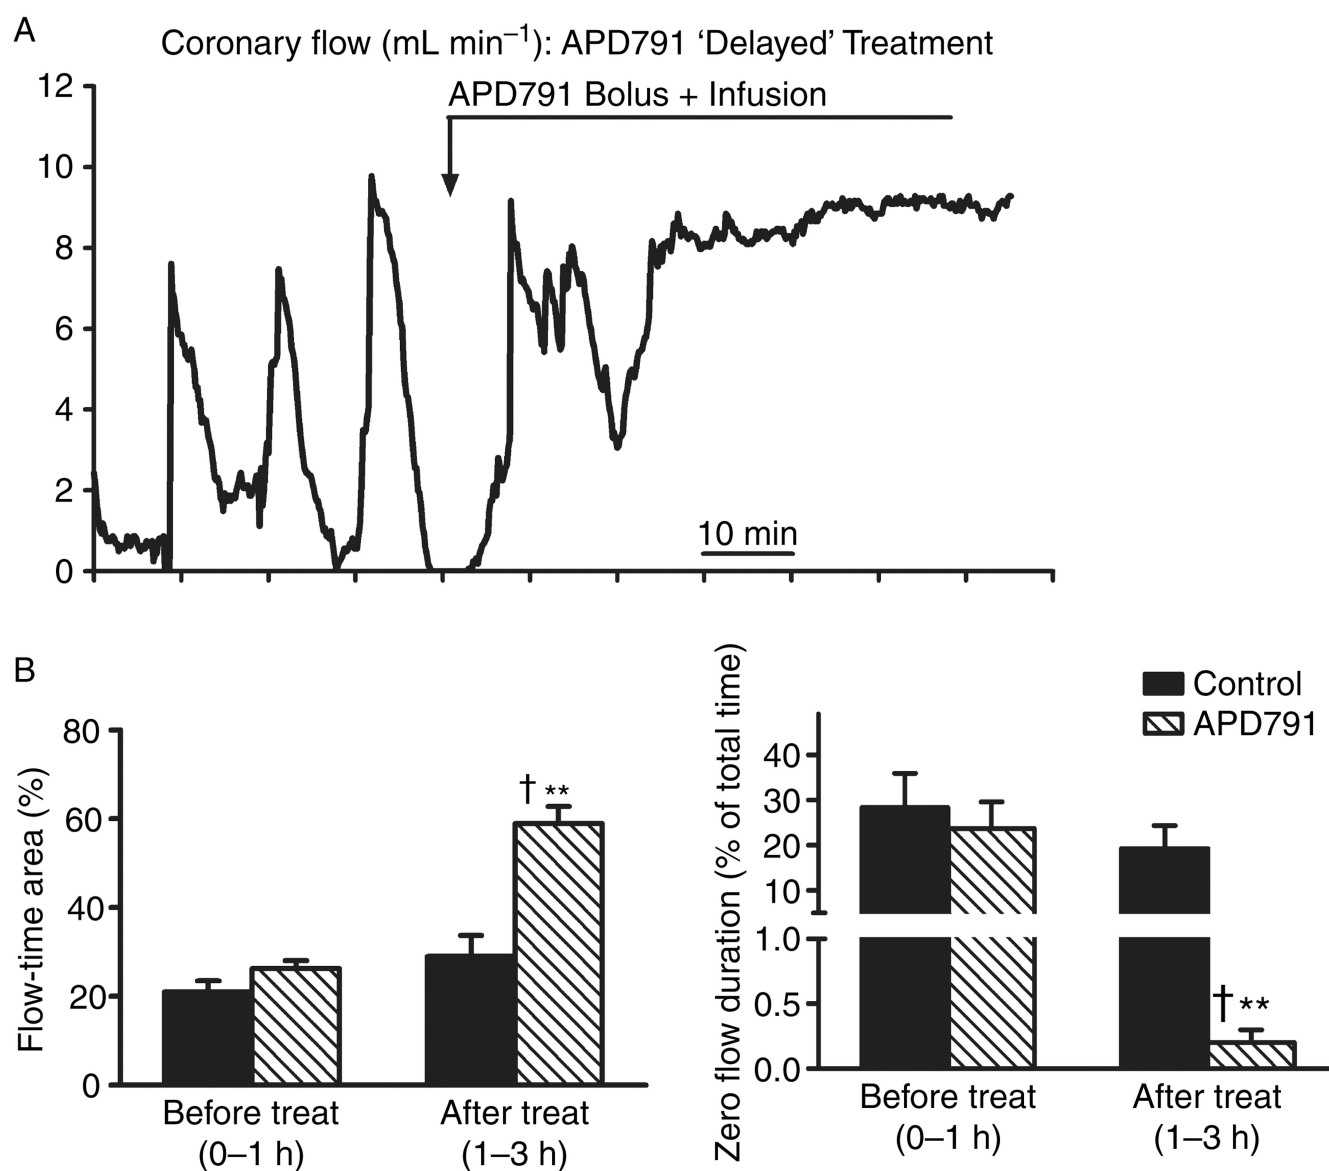 A
Coronary flow (mL min⁻¹): APD791 ‘Delayed’ Treatment
APD791 Bolus + Infusion
12
10
8
6
4
2
0
10 min
B
Flow-time area (%)
80
60
40
20
0
† **
Before treat
(0–1 h)
After treat
(1–3 h)
Zero flow duration (% of total time)
40
30
20
10
1.0
0.5
0.0
† **
Before treat
(0–1 h)
After treat
(1–3 h)
Control
APD791